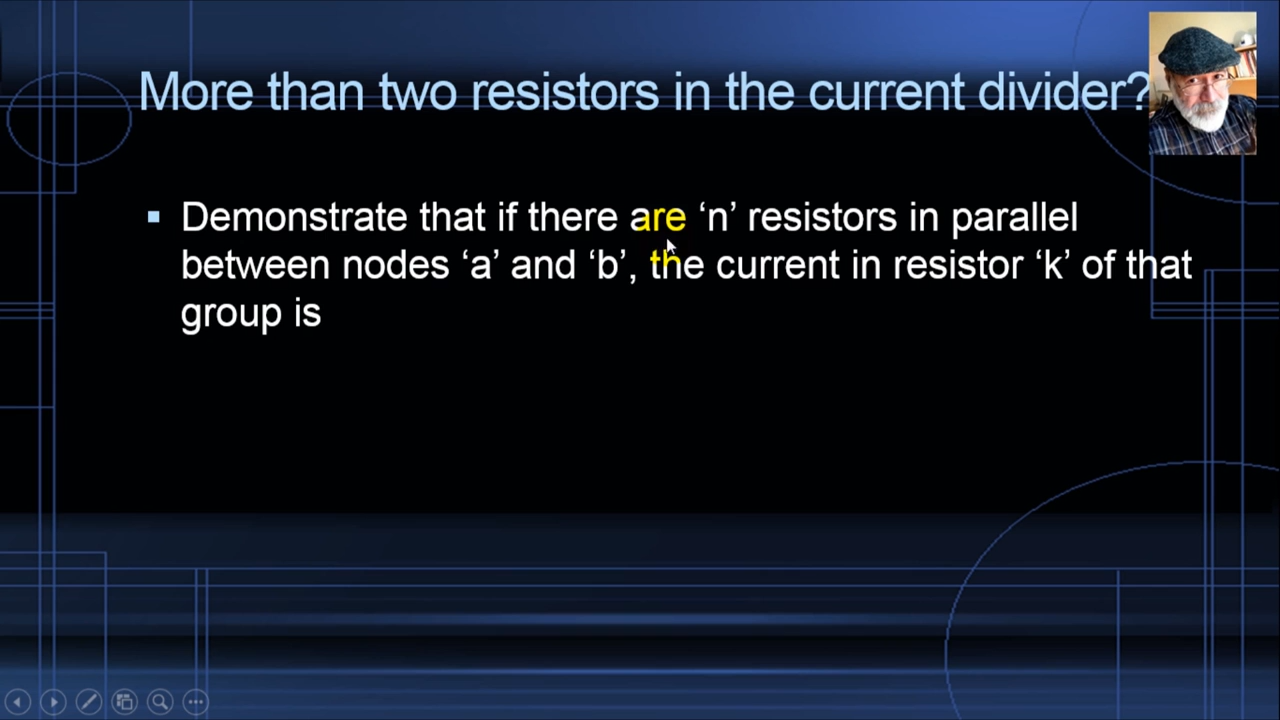 More than two resistors in the current divider?
Demonstrate that if there are ‘n’ resistors in parallel
between nodes ‘a’ and ‘b’, the current in resistor ‘k’ of that
group is